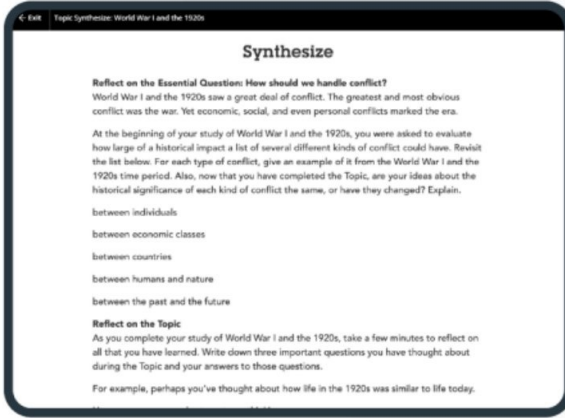 ← Exit Topic Synthesize: World War I and the 1920s
Synthesize
Reflect on the Essential Question: How should we handle conflict?
World War I and the 1920s saw a great deal of conflict. The greatest and most obvious
conflict was the war. Yet economic, social, and even personal conflicts marked the era.
At the beginning of your study of World War I and the 1920s, you were asked to evaluate
how large of a historical impact a list of several different kinds of conflict could have. Revisit
the list below. For each type of conflict, give an example of it from the World War I and the
1920s time period. Also, now that you have completed the Topic, are your ideas about the
historical significance of each kind of conflict the same, or have they changed? Explain.
between individuals
between economic classes
between countries
between humans and nature
between the past and the future
Reflect on the Topic
As you complete your study of World War I and the 1920s, take a few minutes to reflect on
all that you have learned. Write down three important questions you have thought about
during the Topic and your answers to those questions.
For example, perhaps you've thought about how life in the 1920s was similar to life today.